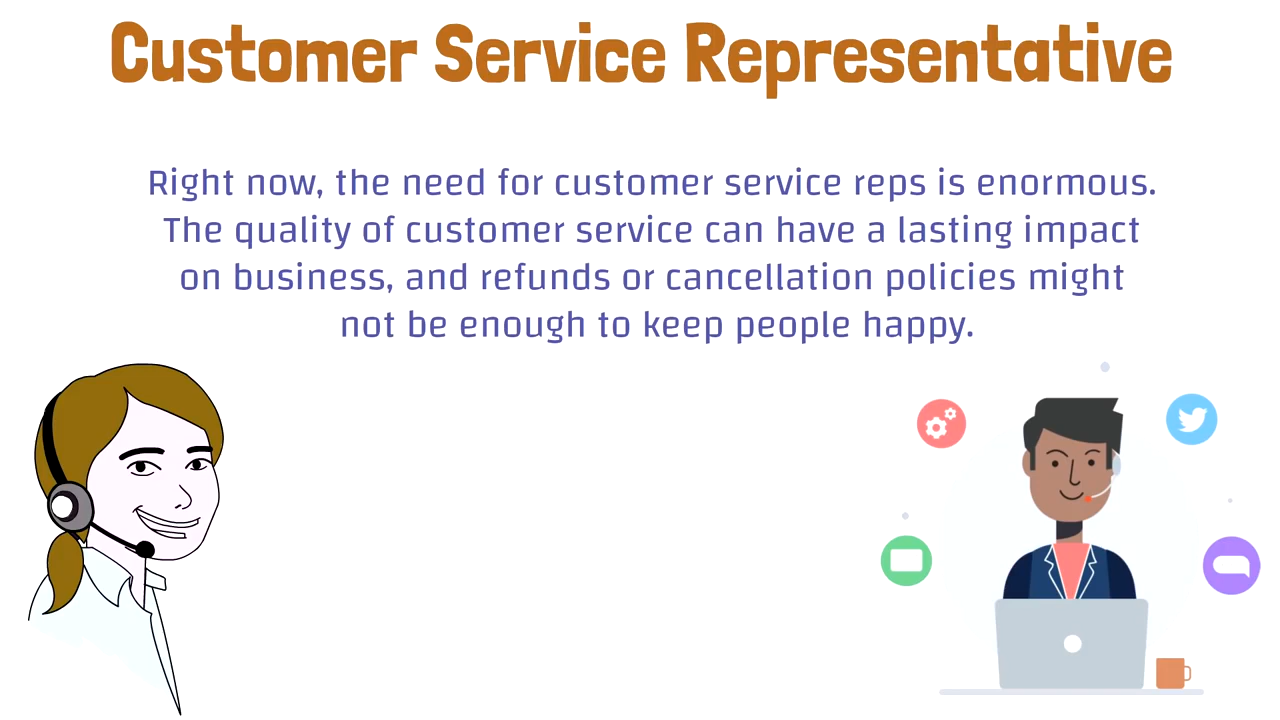 Customer Service Representative
Right now, the need for customer service reps is enormous.
The quality of customer service can have a lasting impact
on business, and refunds or cancellation policies might
not be enough to keep people happy.